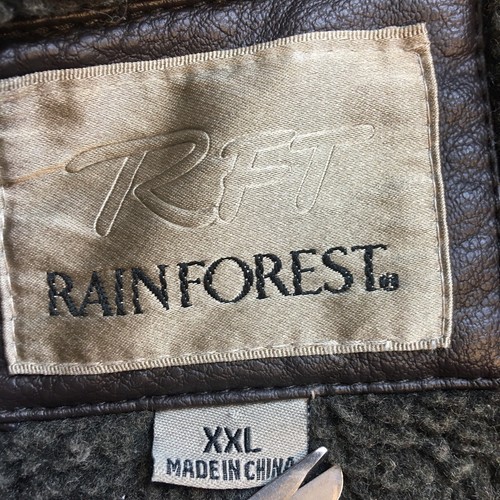 RFT
RAINFOREST®
XXL
MADE IN CHINA